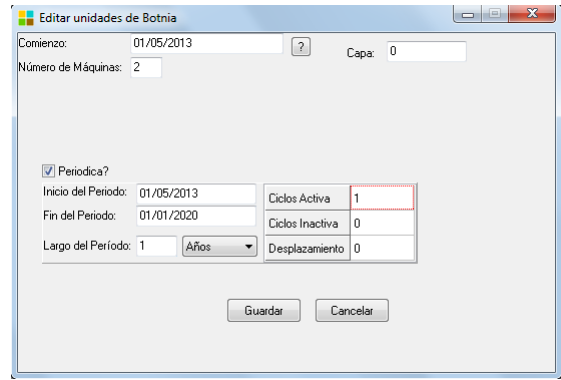 Editar unidades de Botnia
Comienzo: 01/05/2013 ? Capa: 0
Número de Máquinas: 2
Periodica?
Inicio del Periodo: 01/05/2013 Ciclos Activa 1
Fin del Periodo: 01/01/2020 Ciclos Inactiva 0
Largo del Período: 1 Años Desplazamiento 0
Guardar Cancelar